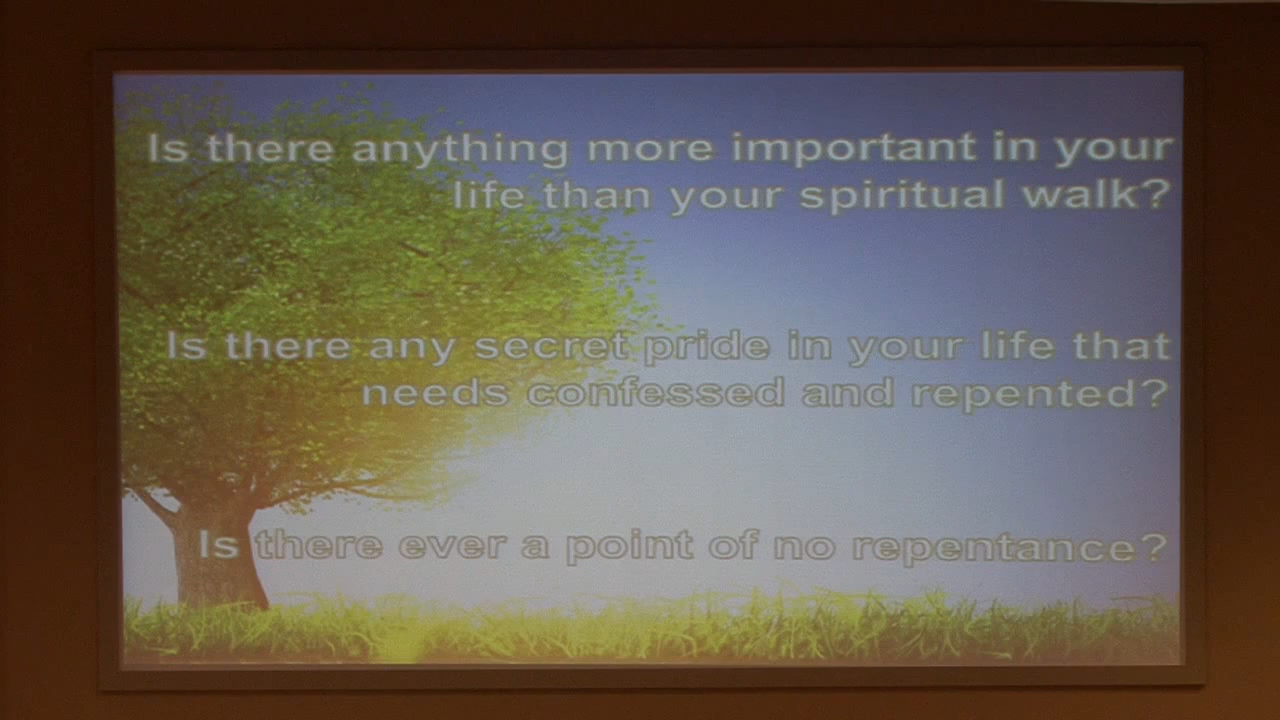 Is there anything more important in your
life than your spiritual walk?
Is there any secret pride in your life that
needs confessed and repented?
Is there ever a point of no repentance?